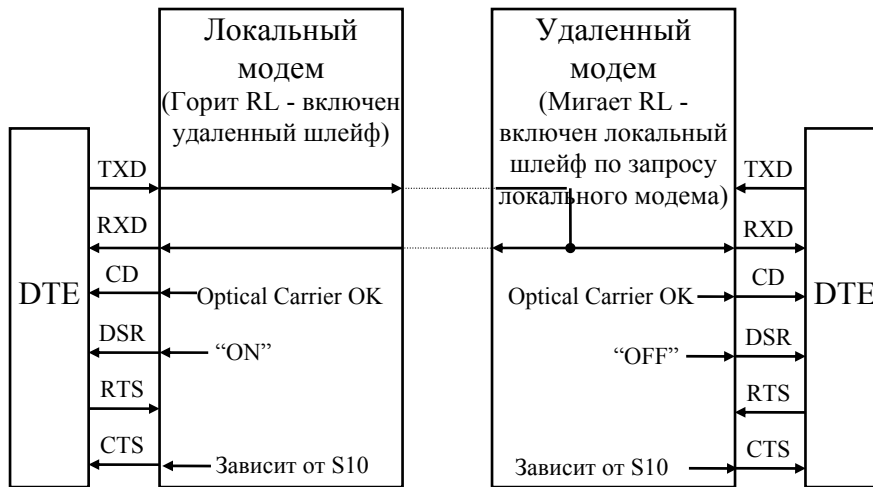 Локальный
модем
(Горит RL - включен
удаленный шлейф)
Удаленный
модем
(Мигает RL -
включен локальный
шлейф по запросу
локального модема)
TXD
RXD
CD
DSR
RTS
CTS
DTE
Optical Carrier OK
“ON”
Зависит от S10
Optical Carrier OK
“OFF”
Зависит от S10
TXD
RXD
CD
DSR
RTS
CTS
DTE